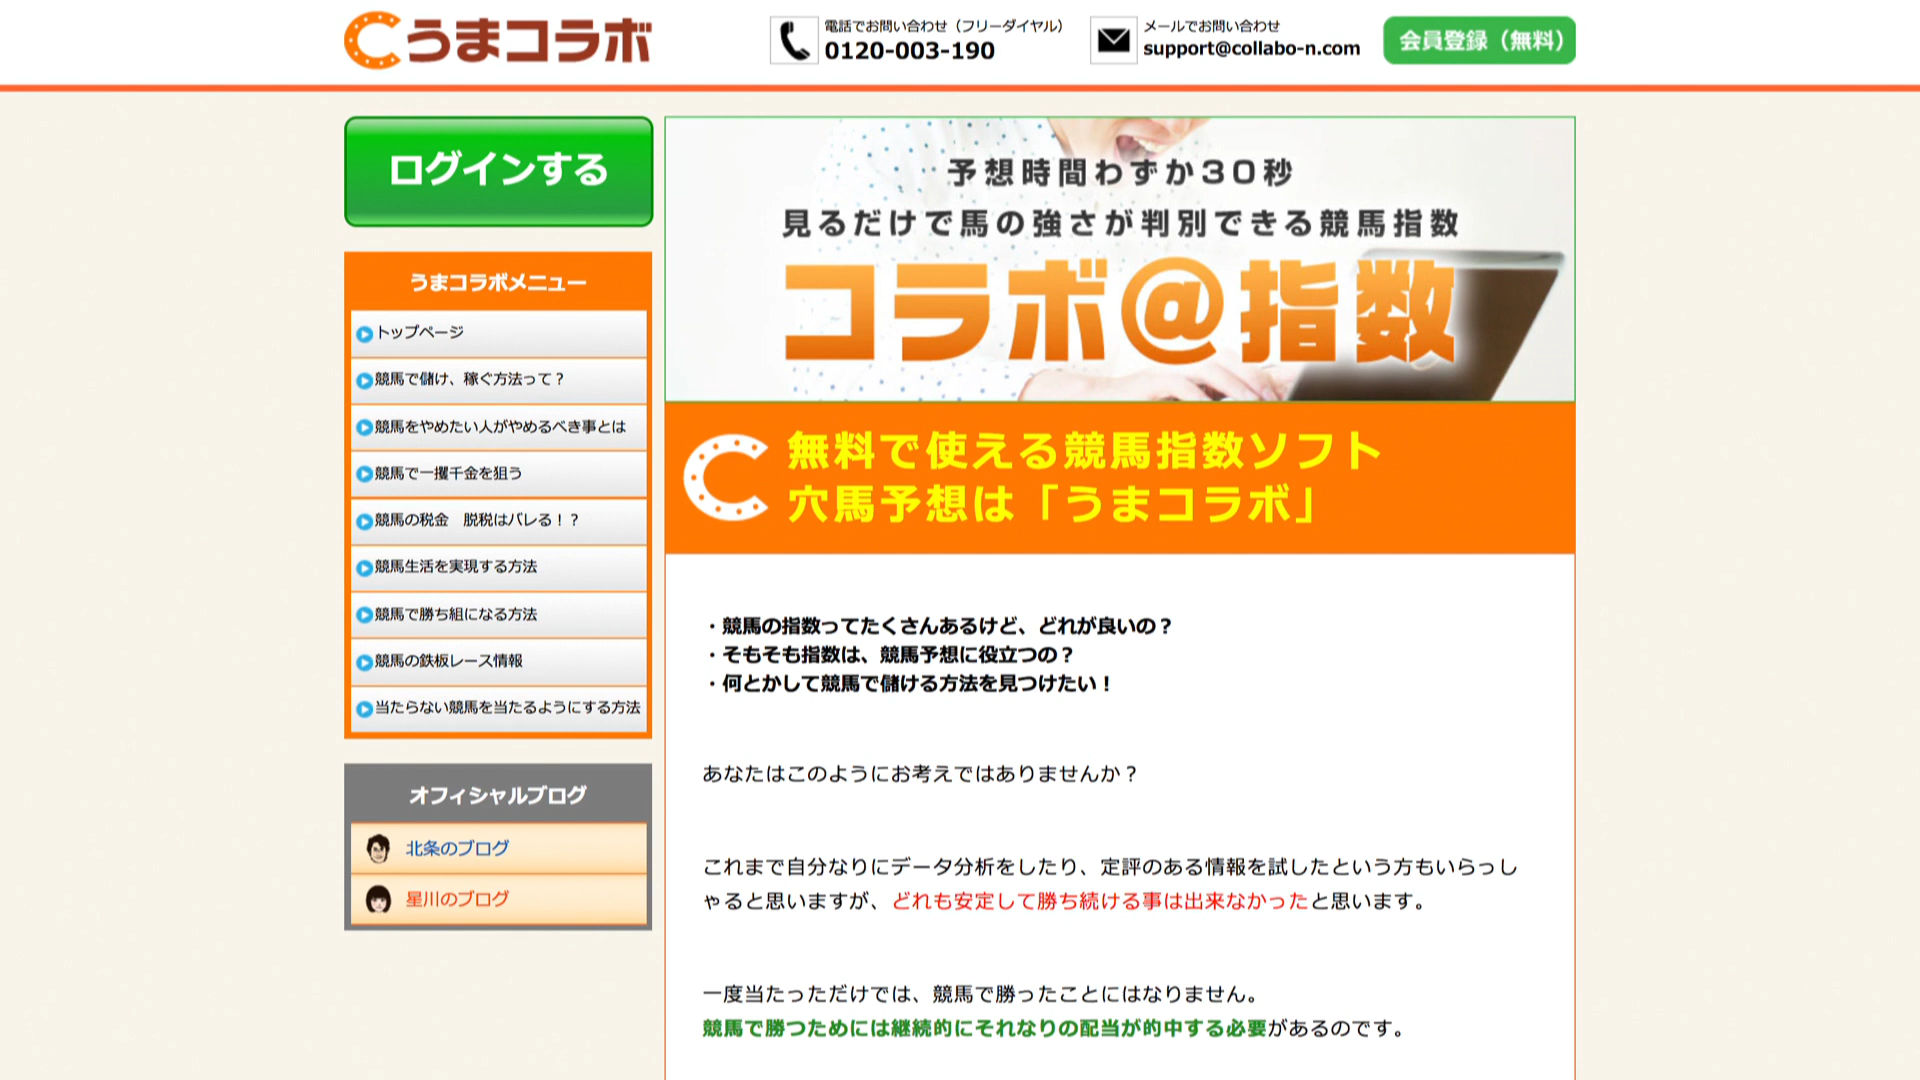 うまコラボ
電話でお問い合わせ（フリーダイヤル）
0120-003-190
メールでお問い合わせ
support@collabo-n.com
会員登録（無料）
ログインする
うまコラボメニュー
トップページ
競馬で儲け、稼ぐ方法って？
競馬をやめたい人がやめるべき事とは
競馬で一攫千金を狙う
競馬の税金　脱税はバレる！？
競馬生活を実現する方法
競馬で勝ち組になる方法
競馬の鉄板レース情報
当たらない競馬を当たるようにする方法
オフィシャルブログ
北条のブログ
星川のブログ
予想時間わずか30秒
見るだけで馬の強さが判別できる競馬指数
コラボ@指数
無料で使える競馬指数ソフト
穴馬予想は「うまコラボ」
・競馬の指数ってたくさんあるけど、どれが良いの？
・そもそも指数は、競馬予想に役立つの？
・何とかして競馬で儲ける方法を見つけたい！
あなたはこのようにお考えではありませんか？
これまで自分なりにデータ分析をしたり、定評のある情報を試したという方もいらっし
ゃると思いますが、どれも安定して勝ち続ける事は出来なかったと思います。
一度当たっただけでは、競馬で勝ったことにはなりません。
競馬で勝つためには継続的にそれなりの配当が的中する必要があるのです。